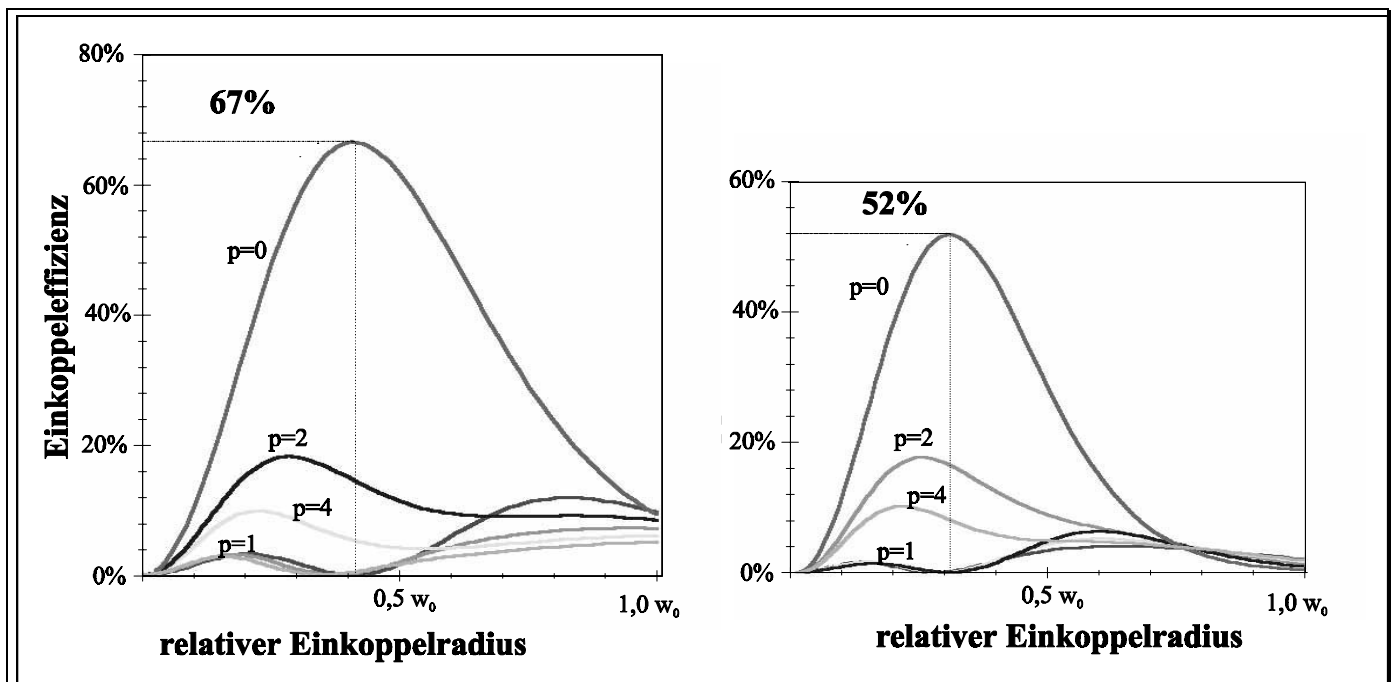 80%
67%
60%
p=0
40%
p=2
20%
p=4
p=1
0%
0,5 w₀
1,0 w₀
Einkoppeleffizienz
relativer Einkoppelradius
60%
52%
p=0
40%
20%
p=2
p=4
p=1
0%
0,5 w₀
1,0 w₀
relativer Einkoppelradius